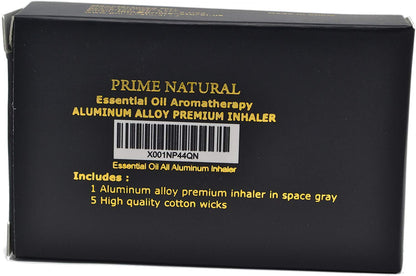 PRIME NATURAL
Essential Oil Aromatherapy
ALUMINUM ALLOY PREMIUM INHALER
X001NP44QN
Essential Oil All Aluminum Inhaler
Includes :
1 Aluminum alloy premium inhaler in space gray
5 High quality cotton wicks